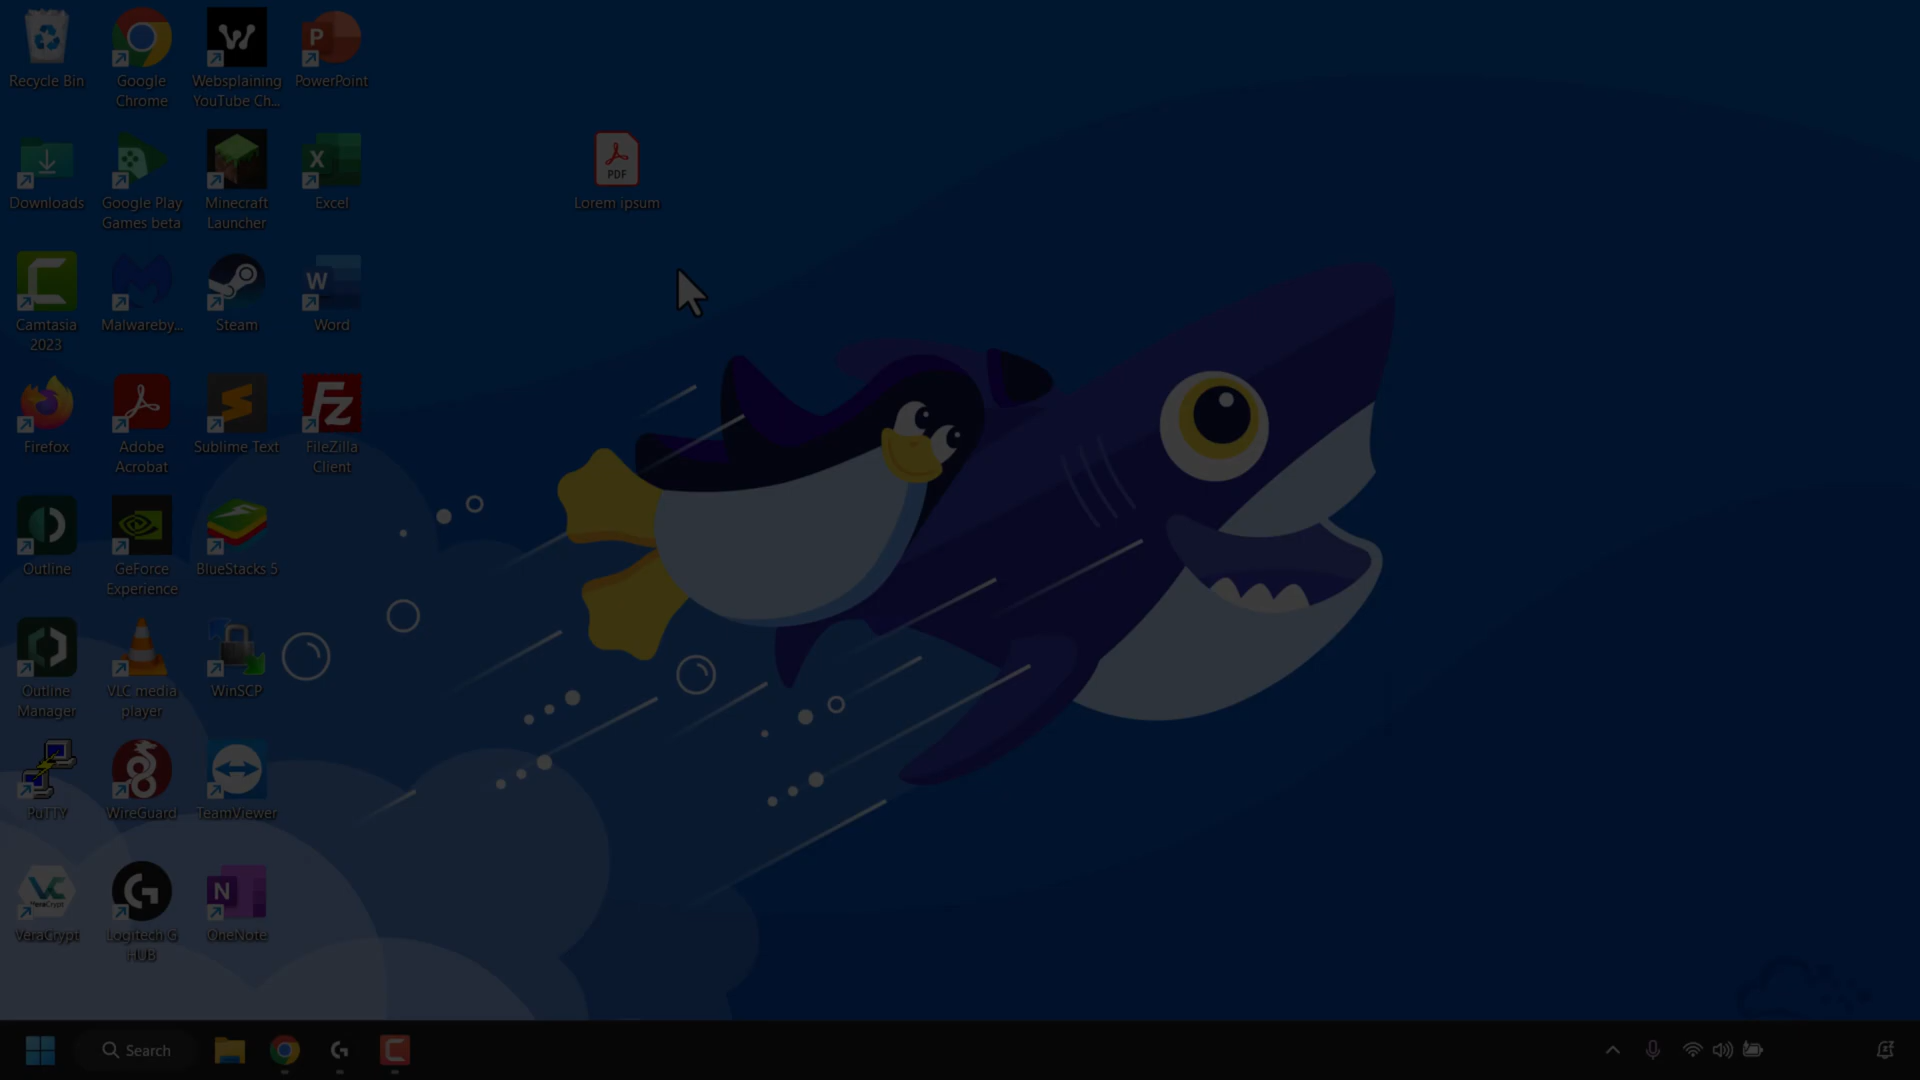 Recycle Bin
Google
Chrome
Websplaining
YouTube Ch...
PowerPoint
Downloads
Google Play
Games beta
Minecraft
Launcher
Excel
PDF
Lorem ipsum
Camtasia
2023
Malwareby...
Steam
Word
Firefox
Adobe
Acrobat
Sublime Text
FileZilla
Client
Outline
GeForce
Experience
BlueStacks 5
Outline
Manager
VLC media
player
WinSCP
PuTTY
WireGuard
TeamViewer
VeraCrypt
Logitech G
HUB
OneNote
Search